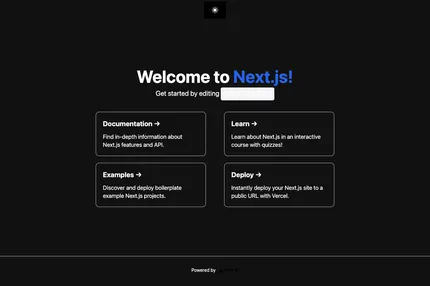 Welcome to Next.js!
Get started by editing
Documentation →
Find in-depth information about
Next.js features and API.
Learn →
Learn about Next.js in an interactive
course with quizzes!
Examples →
Discover and deploy boilerplate
example Next.js projects.
Deploy →
Instantly deploy your Next.js site to a
public URL with Vercel.
Powered by